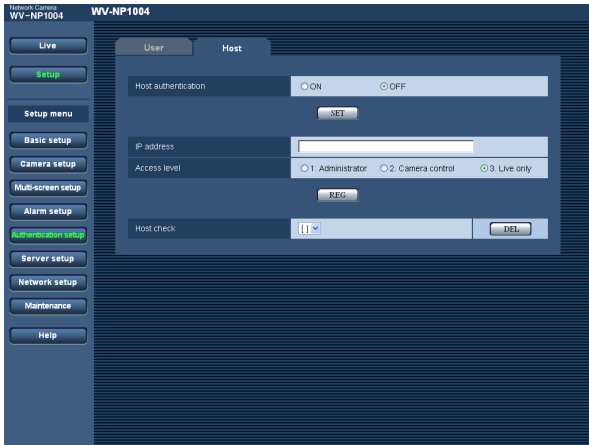 Network Camera
WV-NP1004
WV-NP1004
Live
Setup
Setup menu
Basic setup
Camera setup
Multi-screen setup
Alarm setup
Authentication setup
Server setup
Network setup
Maintenance
Help
User Host
Host authentication ON OFF
SET
IP address
Access level 1. Administrator 2. Camera control 3. Live only
REG
Host check [ ] DEL